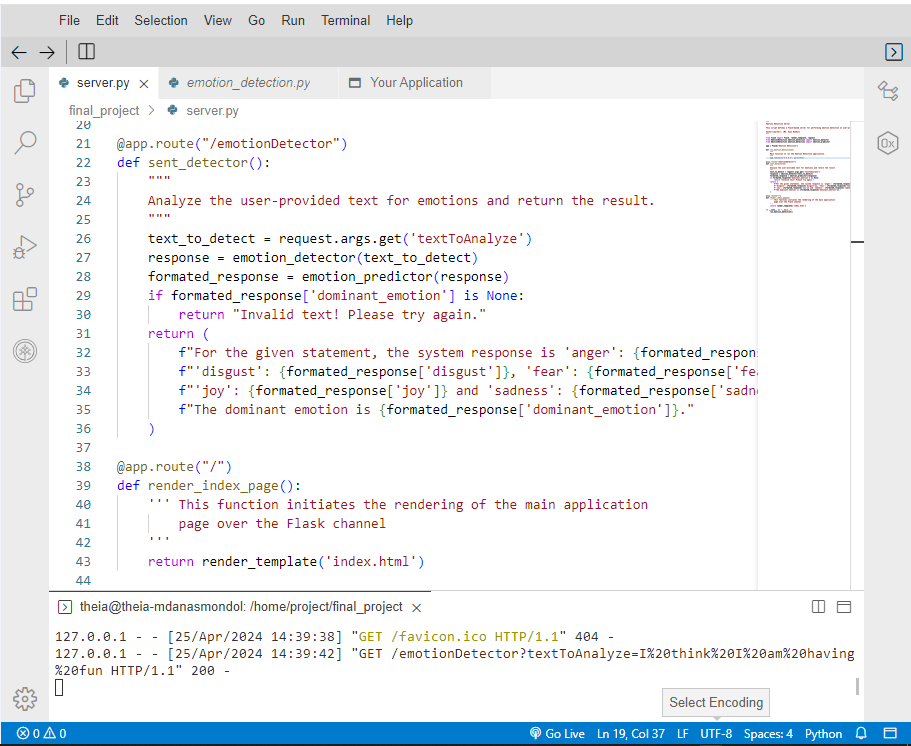 File Edit Selection View Go Run Terminal Help
server.py emotion_detection.py Your Application
final_project > server.py
20
21 @app.route("/emotionDetector")
22 def sent_detector():
23 """
24 Analyze the user-provided text for emotions and return the result.
25 """
26 text_to_detect = request.args.get('textToAnalyze')
27 response = emotion_detector(text_to_detect)
28 formated_response = emotion_predictor(response)
29 if formated_response['dominant_emotion'] is None:
30 return "Invalid text! Please try again."
31 return (
32 f"For the given statement, the system response is 'anger': {formated_respon
33 f"'disgust': {formated_response['disgust']}, 'fear': {formated_response['fea
34 f"'joy': {formated_response['joy']} and 'sadness': {formated_response['sadn
35 f"The dominant emotion is {formated_response['dominant_emotion']}."
36 )
37
38 @app.route("/")
39 def render_index_page():
40 ''' This function initiates the rendering of the main application
41 page over the Flask channel
42 '''
43 return render_template('index.html')
44
theia@theia-mdanasmondol: /home/project/final_project
127.0.0.1 - - [25/Apr/2024 14:39:38] "GET /favicon.ico HTTP/1.1" 404 -
127.0.0.1 - - [25/Apr/2024 14:39:42] "GET /emotionDetector?textToAnalyze=I%20think%20I%20am%20having
%20fun HTTP/1.1" 200 -
Select Encoding
0 0 Go Live Ln 19, Col 37 LF UTF-8 Spaces: 4 Python